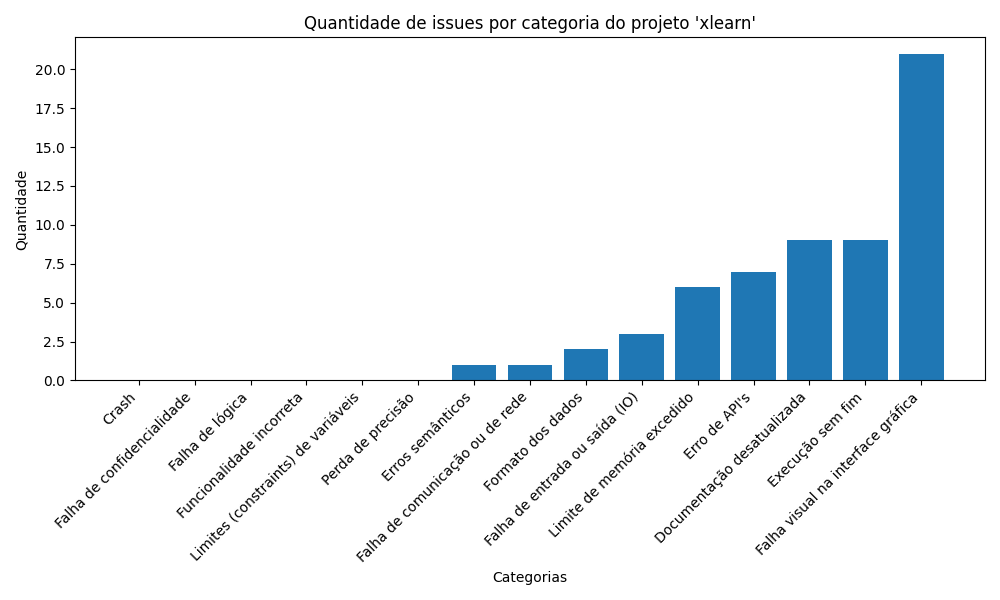 Quantidade de issues por categoria do projeto 'xlearn'
Quantidade
20.0
17.5
15.0
12.5
10.0
7.5
5.0
2.5
0.0
Crash
Falha de confidencialidade
Falha de lógica
Funcionalidade incorreta
Limites (constraints) de variáveis
Perda de precisão
Erros semânticos
Falha de comunicação ou de rede
Formato dos dados
Falha de entrada ou saída (IO)
Limite de memória excedido
Erro de API's
Documentação desatualizada
Execução sem fim
Falha visual na interface gráfica
Categorias